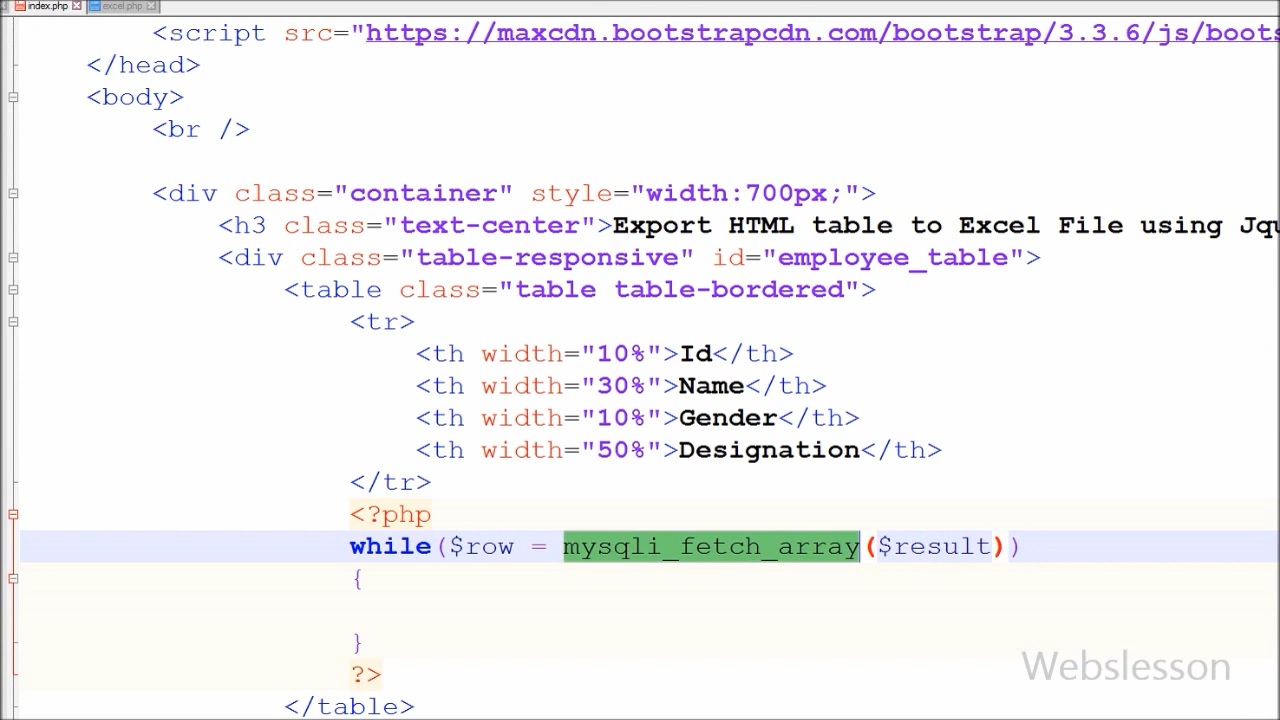 index.php excel.php
<script src="https://maxcdn.bootstrapcdn.com/bootstrap/3.3.6/js/boots
</head>
<body>
<br />
<div class="container" style="width:700px;">
<h3 class="text-center">Export HTML table to Excel File using Jqu
<div class="table-responsive" id="employee_table">
<table class="table table-bordered">
<tr>
<th width="10%">Id</th>
<th width="30%">Name</th>
<th width="10%">Gender</th>
<th width="50%">Designation</th>
</tr>
<?php
while($row = mysqli_fetch_array($result))
{
}
?>
Webslesson
</table>